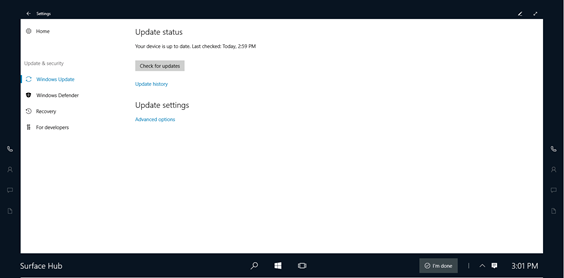 Settings
Home
Update & security
Windows Update
Windows Defender
Recovery
For developers
Update status
Your device is up to date. Last checked: Today, 2:59 PM
Check for updates
Update history
Update settings
Advanced options
Surface Hub
I'm done
3:01 PM